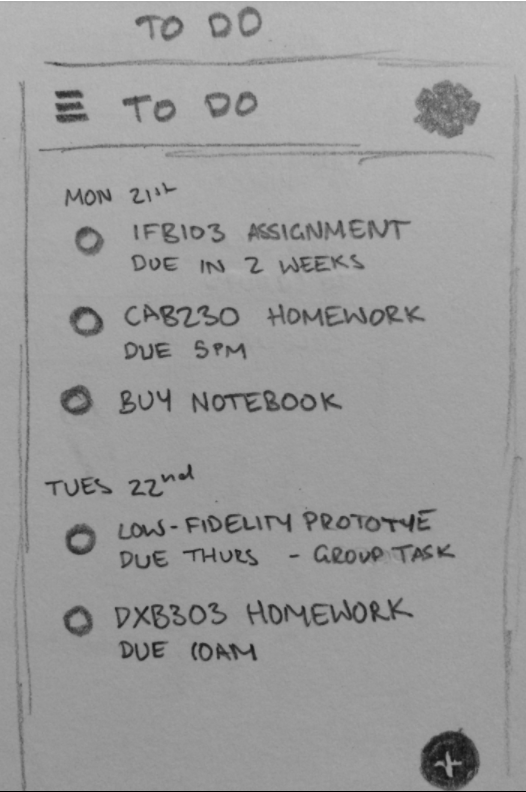 TO DO
TO DO
MON 21st
IFB103 ASSIGNMENT
DUE IN 2 WEEKS
CAB230 HOMEWORK
DUE 5PM
BUY NOTEBOOK
TUES 22nd
LOW-FIDELITY PROTOTYE
DUE THURS - GROUP TASK
DXB303 HOMEWORK
DUE 10AM
+